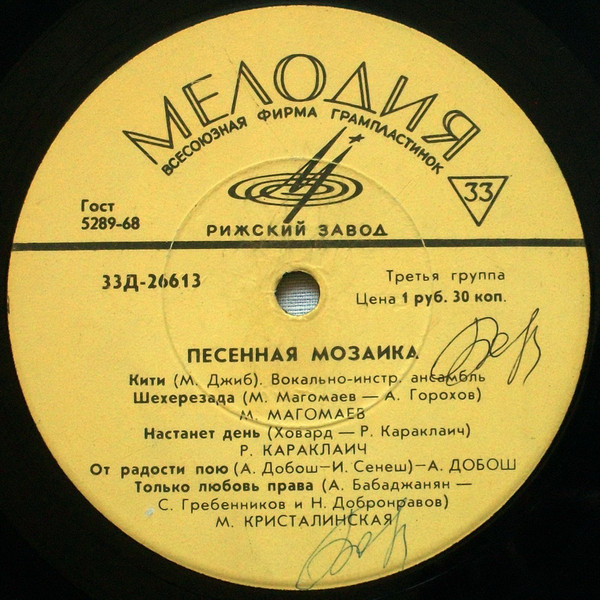 МЕЛОДИЯ
ВСЕСОЮЗНАЯ ФИРМА ГРАМПЛАСТИНОК
33
Гост
5289-68
РИЖСКИЙ ЗАВОД
33Д-26613
Третья группа
Цена 1 руб. 30 коп.
ПЕСЕННАЯ МОЗАИКА
Кити (М. Джиб). Вокально-инстр. ансамбль
Шехерезада (М. Магомаев — А. Горохов)
М. МАГОМАЕВ
Настанет день (Ховард — Р. Караклаич)
Р. КАРАКЛАИЧ
От радости пою (А. Добош—И. Сенеш)—А. ДОБОШ
Только любовь права (А. Бабаджанян —
С. Гребенников и Н. Добронравов)
М. КРИСТАЛИНСКАЯ